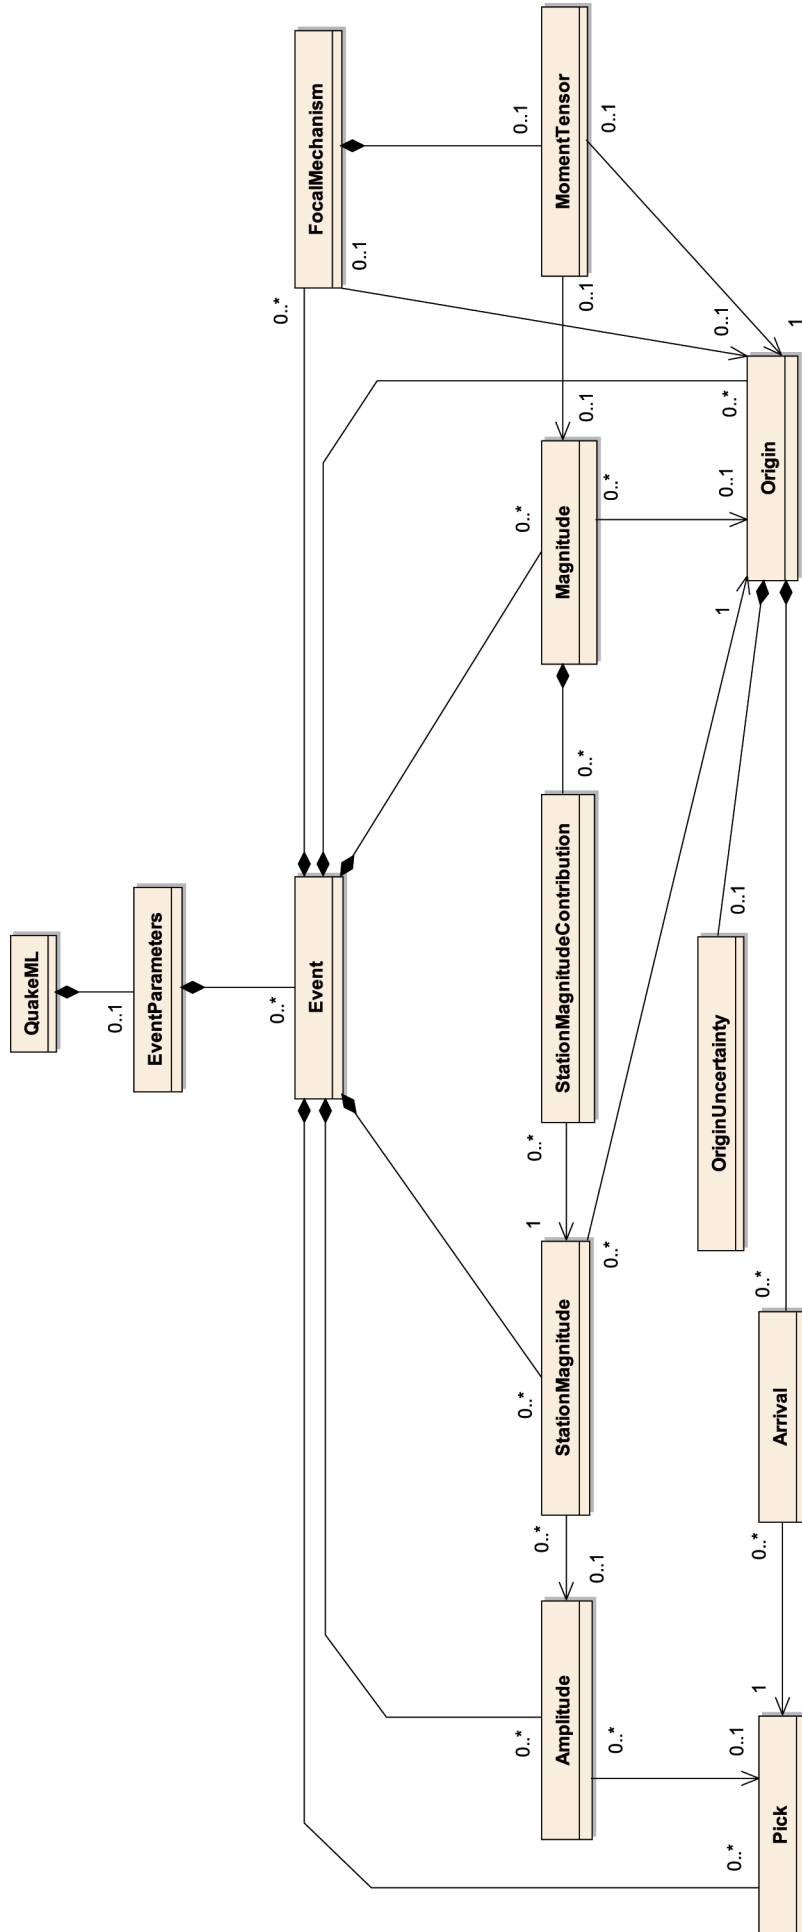 QuakeML
0..1
EventParameters
0..*
0..*
Event
FocalMechanism
0..1
0..*
0..*
1
0..*
0..1
0..*
0..*
Amplitude
StationMagnitude
StationMagnitudeContribution
Magnitude
MomentTensor
0..1
0..*
0..1
0..1
0..*
0..*
0..*
0..1
OriginUncertainty
1
0..1
0..1
0..*
0..1
0..1
0..*
1
0..*
0..*
Origin
Pick
Arrival
1